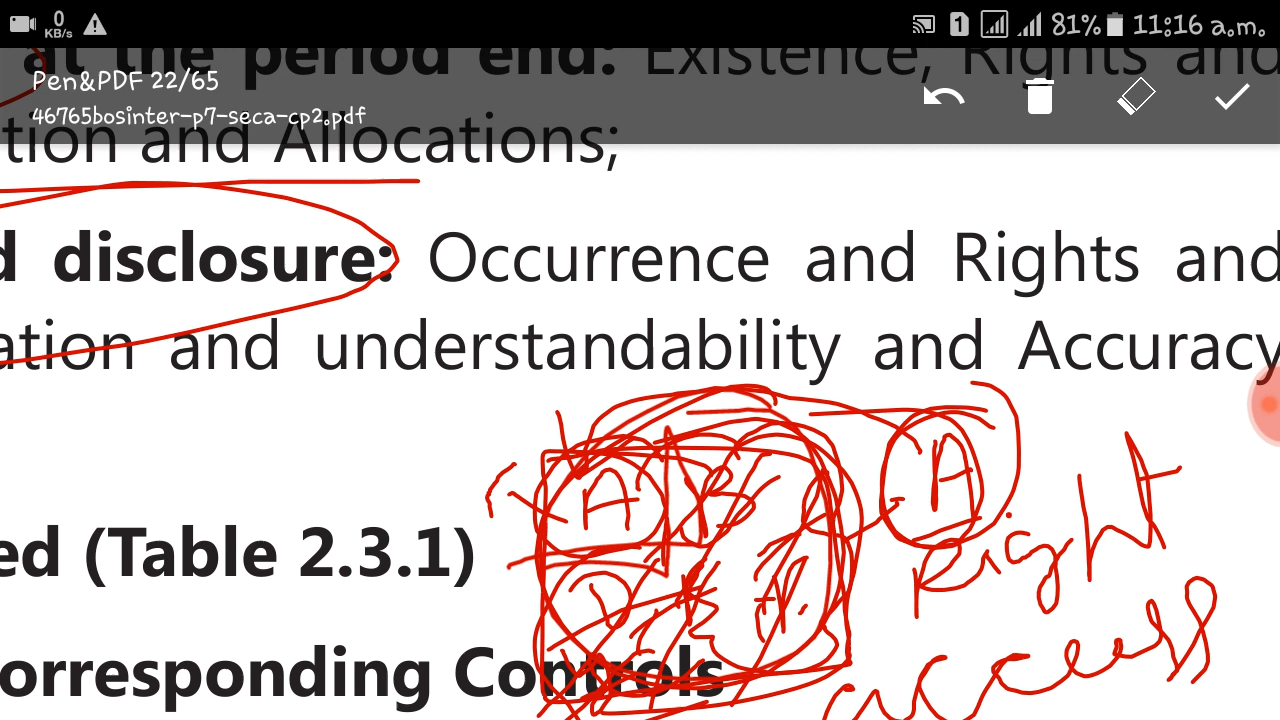 0 KB/s 1 81% 11:16 a.m.
at the period end: Existence, Rights and
Pen&PDF 22/65
46765bosinter-p7-seca-cp2.pdf
tion and Allocations;
d disclosure: Occurrence and Rights and
ation and understandability and Accuracy
A B A
Right
ed (Table 2.3.1)
D
access
orresponding Controls